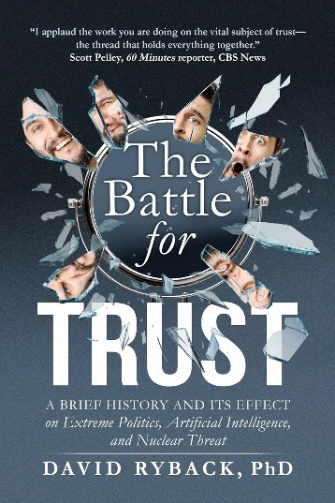 “I applaud the work you are doing on the vital subject of trust—
the thread that holds everything together.”
Scott Pelley, 60 Minutes reporter, CBS News
The
Battle
for
TRUST
A BRIEF HISTORY AND ITS EFFECT
on Extreme Politics, Artificial Intelligence,
and Nuclear Threat
DAVID RYBACK, PhD